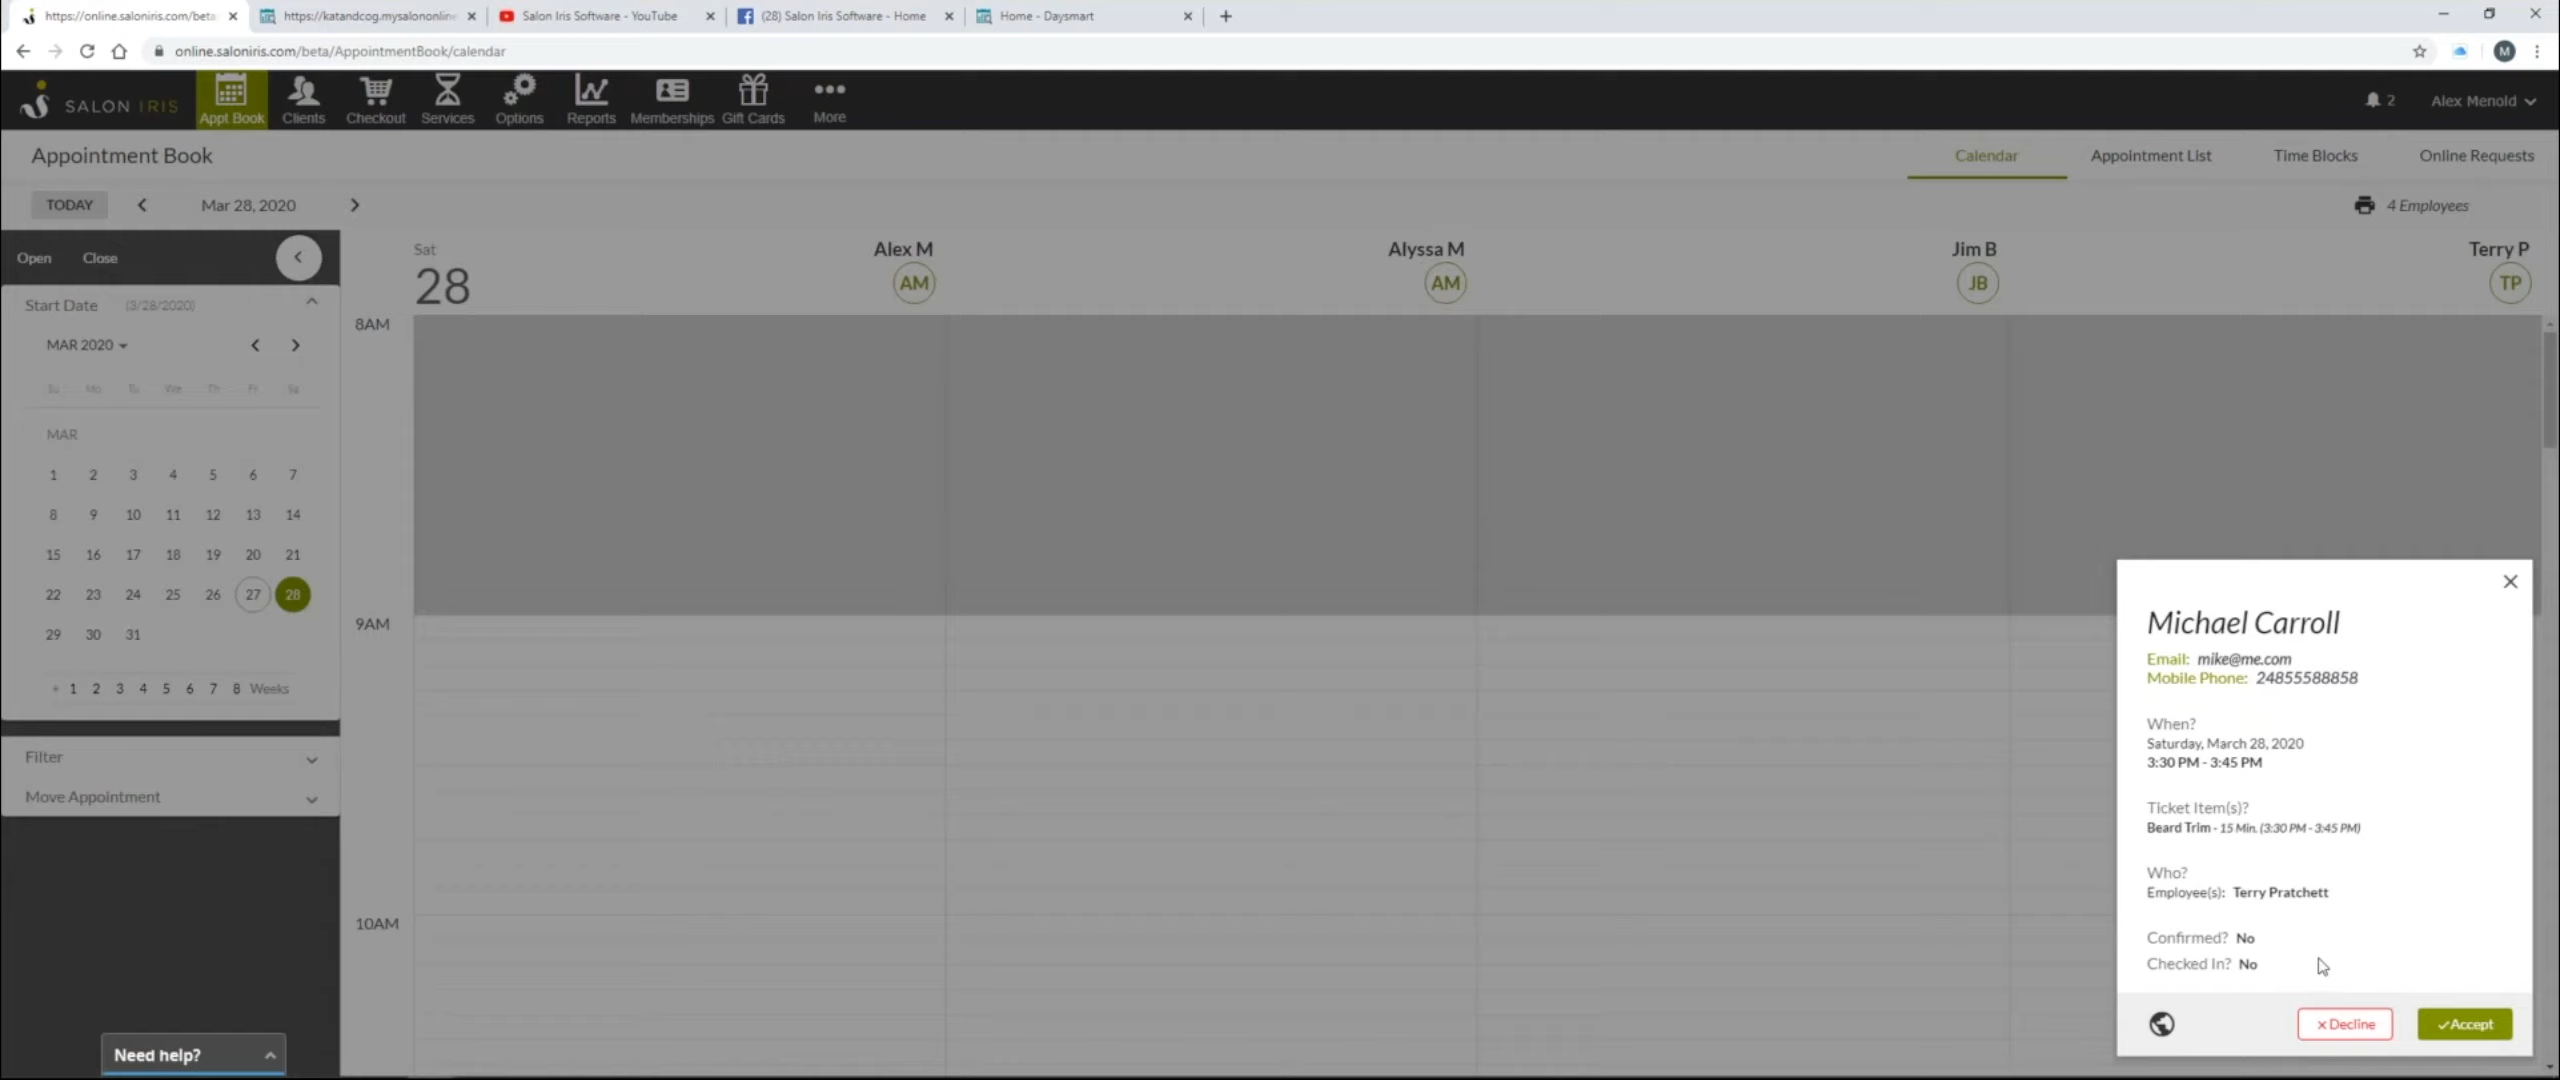 https://online.saloniris.com/beta
https://katandcog.mysalononline
Salon Iris Software - YouTube
(28) Salon Iris Software - Home
Home - Daysmart
online.saloniris.com/beta/AppointmentBook/calendar
M
SALON IRIS
Appt Book
Clients
Checkout
Services
Options
Reports
Memberships
Gift Cards
More
2
Alex Menold
Appointment Book
Calendar
Appointment List
Time Blocks
Online Requests
TODAY
Mar 28, 2020
4 Employees
Open
Close
Start Date (3/28/2020)
MAR 2020
Su Mo Tu We Th Fr Sa
MAR
1 2 3 4 5 6 7
8 9 10 11 12 13 14
15 16 17 18 19 20 21
22 23 24 25 26 27 28
29 30 31
+ 1 2 3 4 5 6 7 8 Weeks
Filter
Move Appointment
Need help?
Sat
28
Alex M
AM
Alyssa M
AM
Jim B
JB
Terry P
TP
8AM
9AM
10AM
Michael Carroll
Email: mike@me.com
Mobile Phone: 24855588858
When?
Saturday, March 28, 2020
3:30 PM - 3:45 PM
Ticket Item(s)?
Beard Trim - 15 Min. (3:30 PM - 3:45 PM)
Who?
Employee(s): Terry Pratchett
Confirmed? No
Checked In? No
Decline
Accept